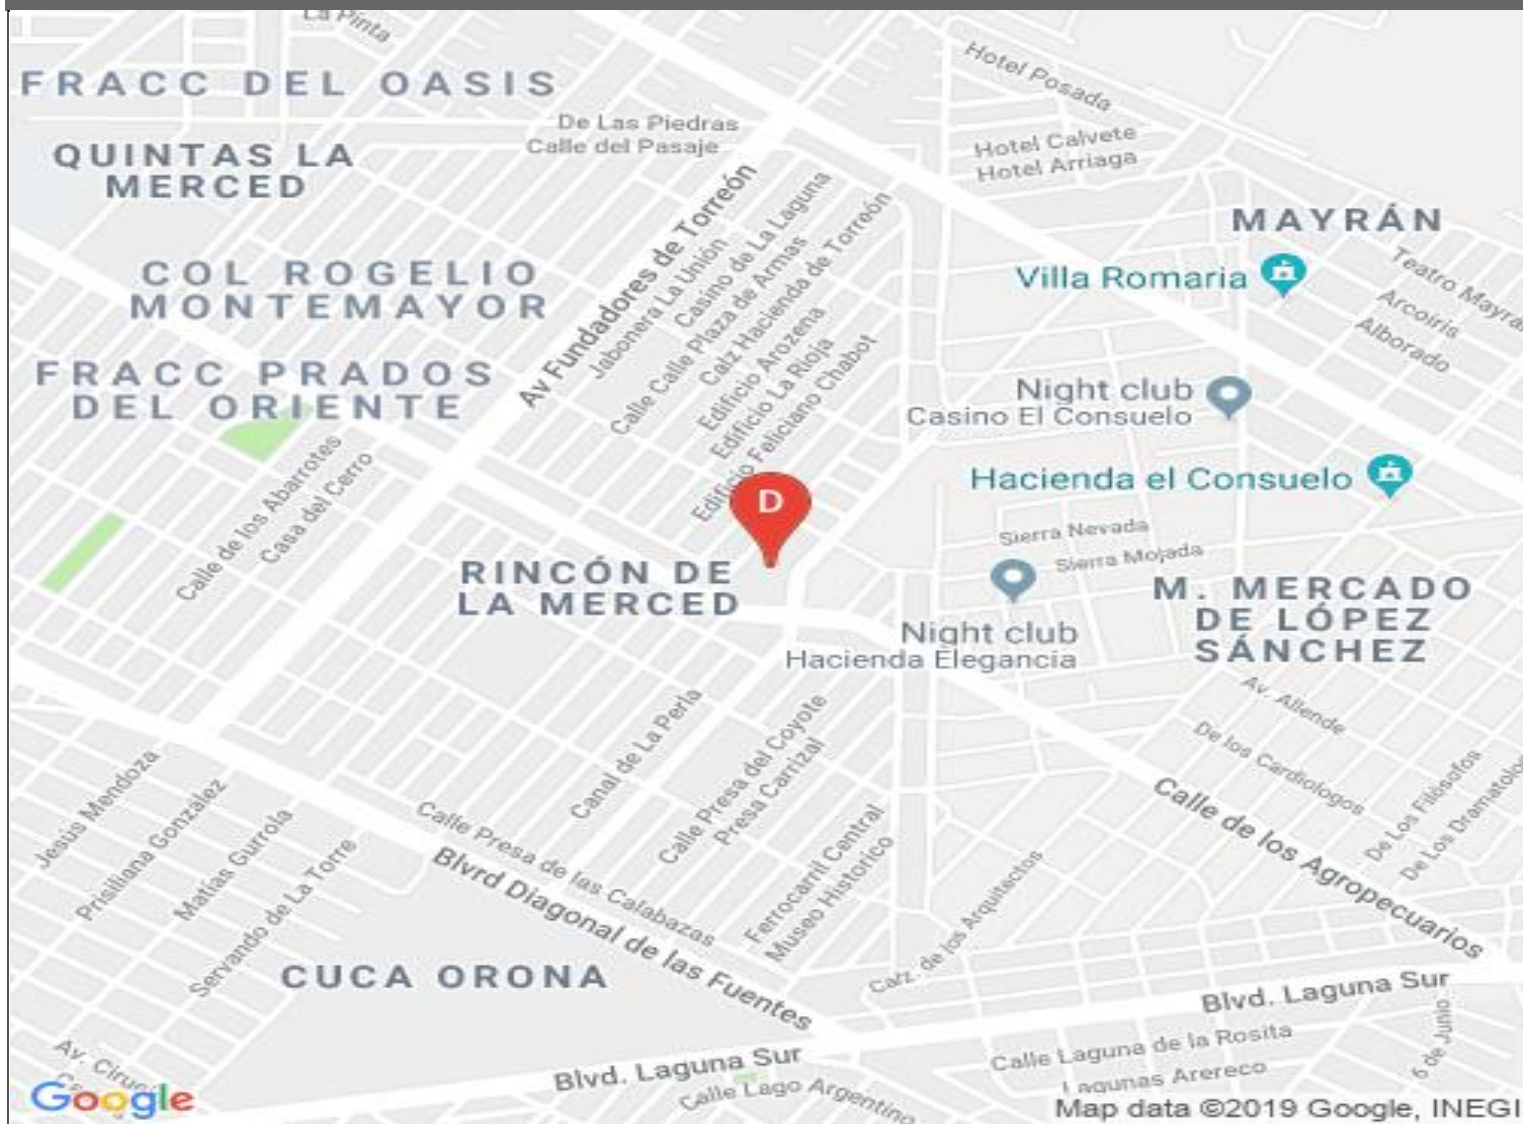 La Pinta
FRACC DEL OASIS
Hotel Posada
De Las Piedras
Calle del Pasaje
Hotel Calvete
Hotel Arriaga
QUINTAS LA
MERCED
Av Fundadores de Torreón
Jabonera La Unión
Casino de La Laguna
Calle Calle Plaza de Armas
Calz Hacienda de Torreón
Edificio Arozena
Edificio La Rioja
Edificio Feliciano Chabot
MAYRÁN
Villa Romaria
Teatro Mayrán
Arcoiris
Alborado
COL ROGELIO
MONTEMAYOR
FRACC PRADOS
DEL ORIENTE
Night club
Casino El Consuelo
Hacienda el Consuelo
Calle de los Abarrotes
Casa del Cerro
D
Sierra Nevada
Sierra Mojada
RINCÓN DE
LA MERCED
M. MERCADO
DE LÓPEZ
SÁNCHEZ
Night club
Hacienda Elegancia
Av. Allende
De los Cardiologos
De Los Filósofos
De Los Dramatolo
Canal de La Perla
Calle Presa del Coyote
Presa Carrizal
Calle de los Agropecuarios
Jesús Mendoza
Prisiliana González
Matías Gurrola
Servando de La Torre
Calle Presa de las Calabazas
Blvrd Diagonal de las Fuentes
Ferrocarril Central
Museo Historico
Calz. de los Arquitectos
CUCA ORONA
Blvd. Laguna Sur
Blvd. Laguna Sur
Calle Laguna de la Rosita
Lagunas Arereco
6 de Junio
Calle Lago Argentino
Av. Ciru
Google
Map data ©2019 Google, INEGI